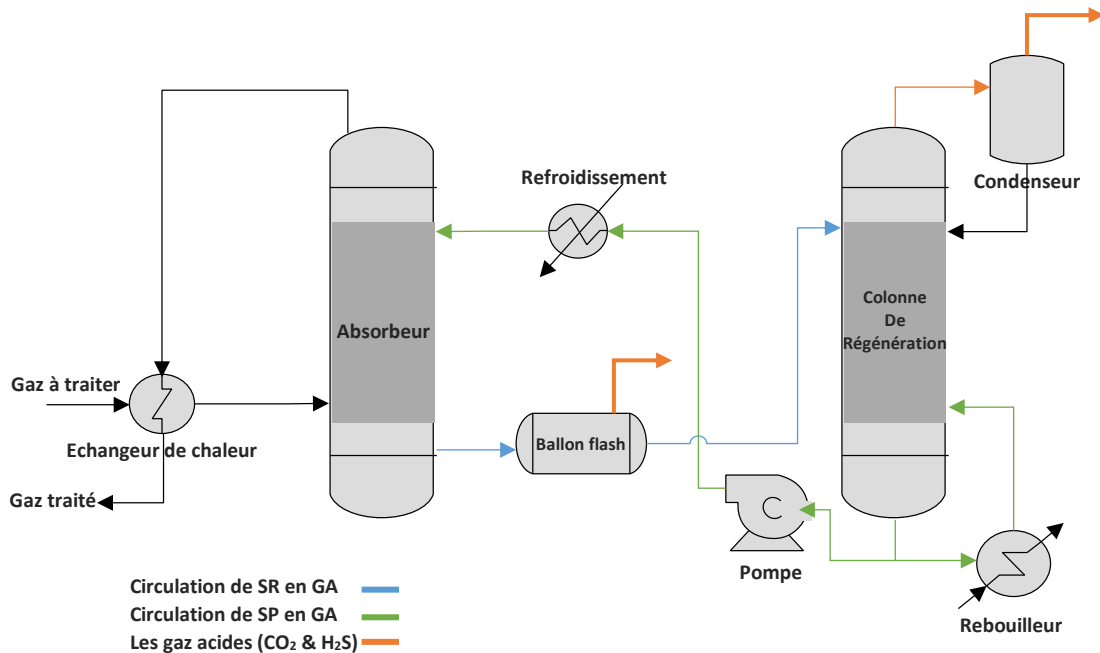 Refroidissement
Condenseur
Absorbeur
Colonne
De
Régénération
Gaz à traiter
Echangeur de chaleur
Ballon flash
Gaz traité
Pompe
Rebouilleur
Circulation de SR en GA
Circulation de SP en GA
Les gaz acides (CO₂ & H₂S)